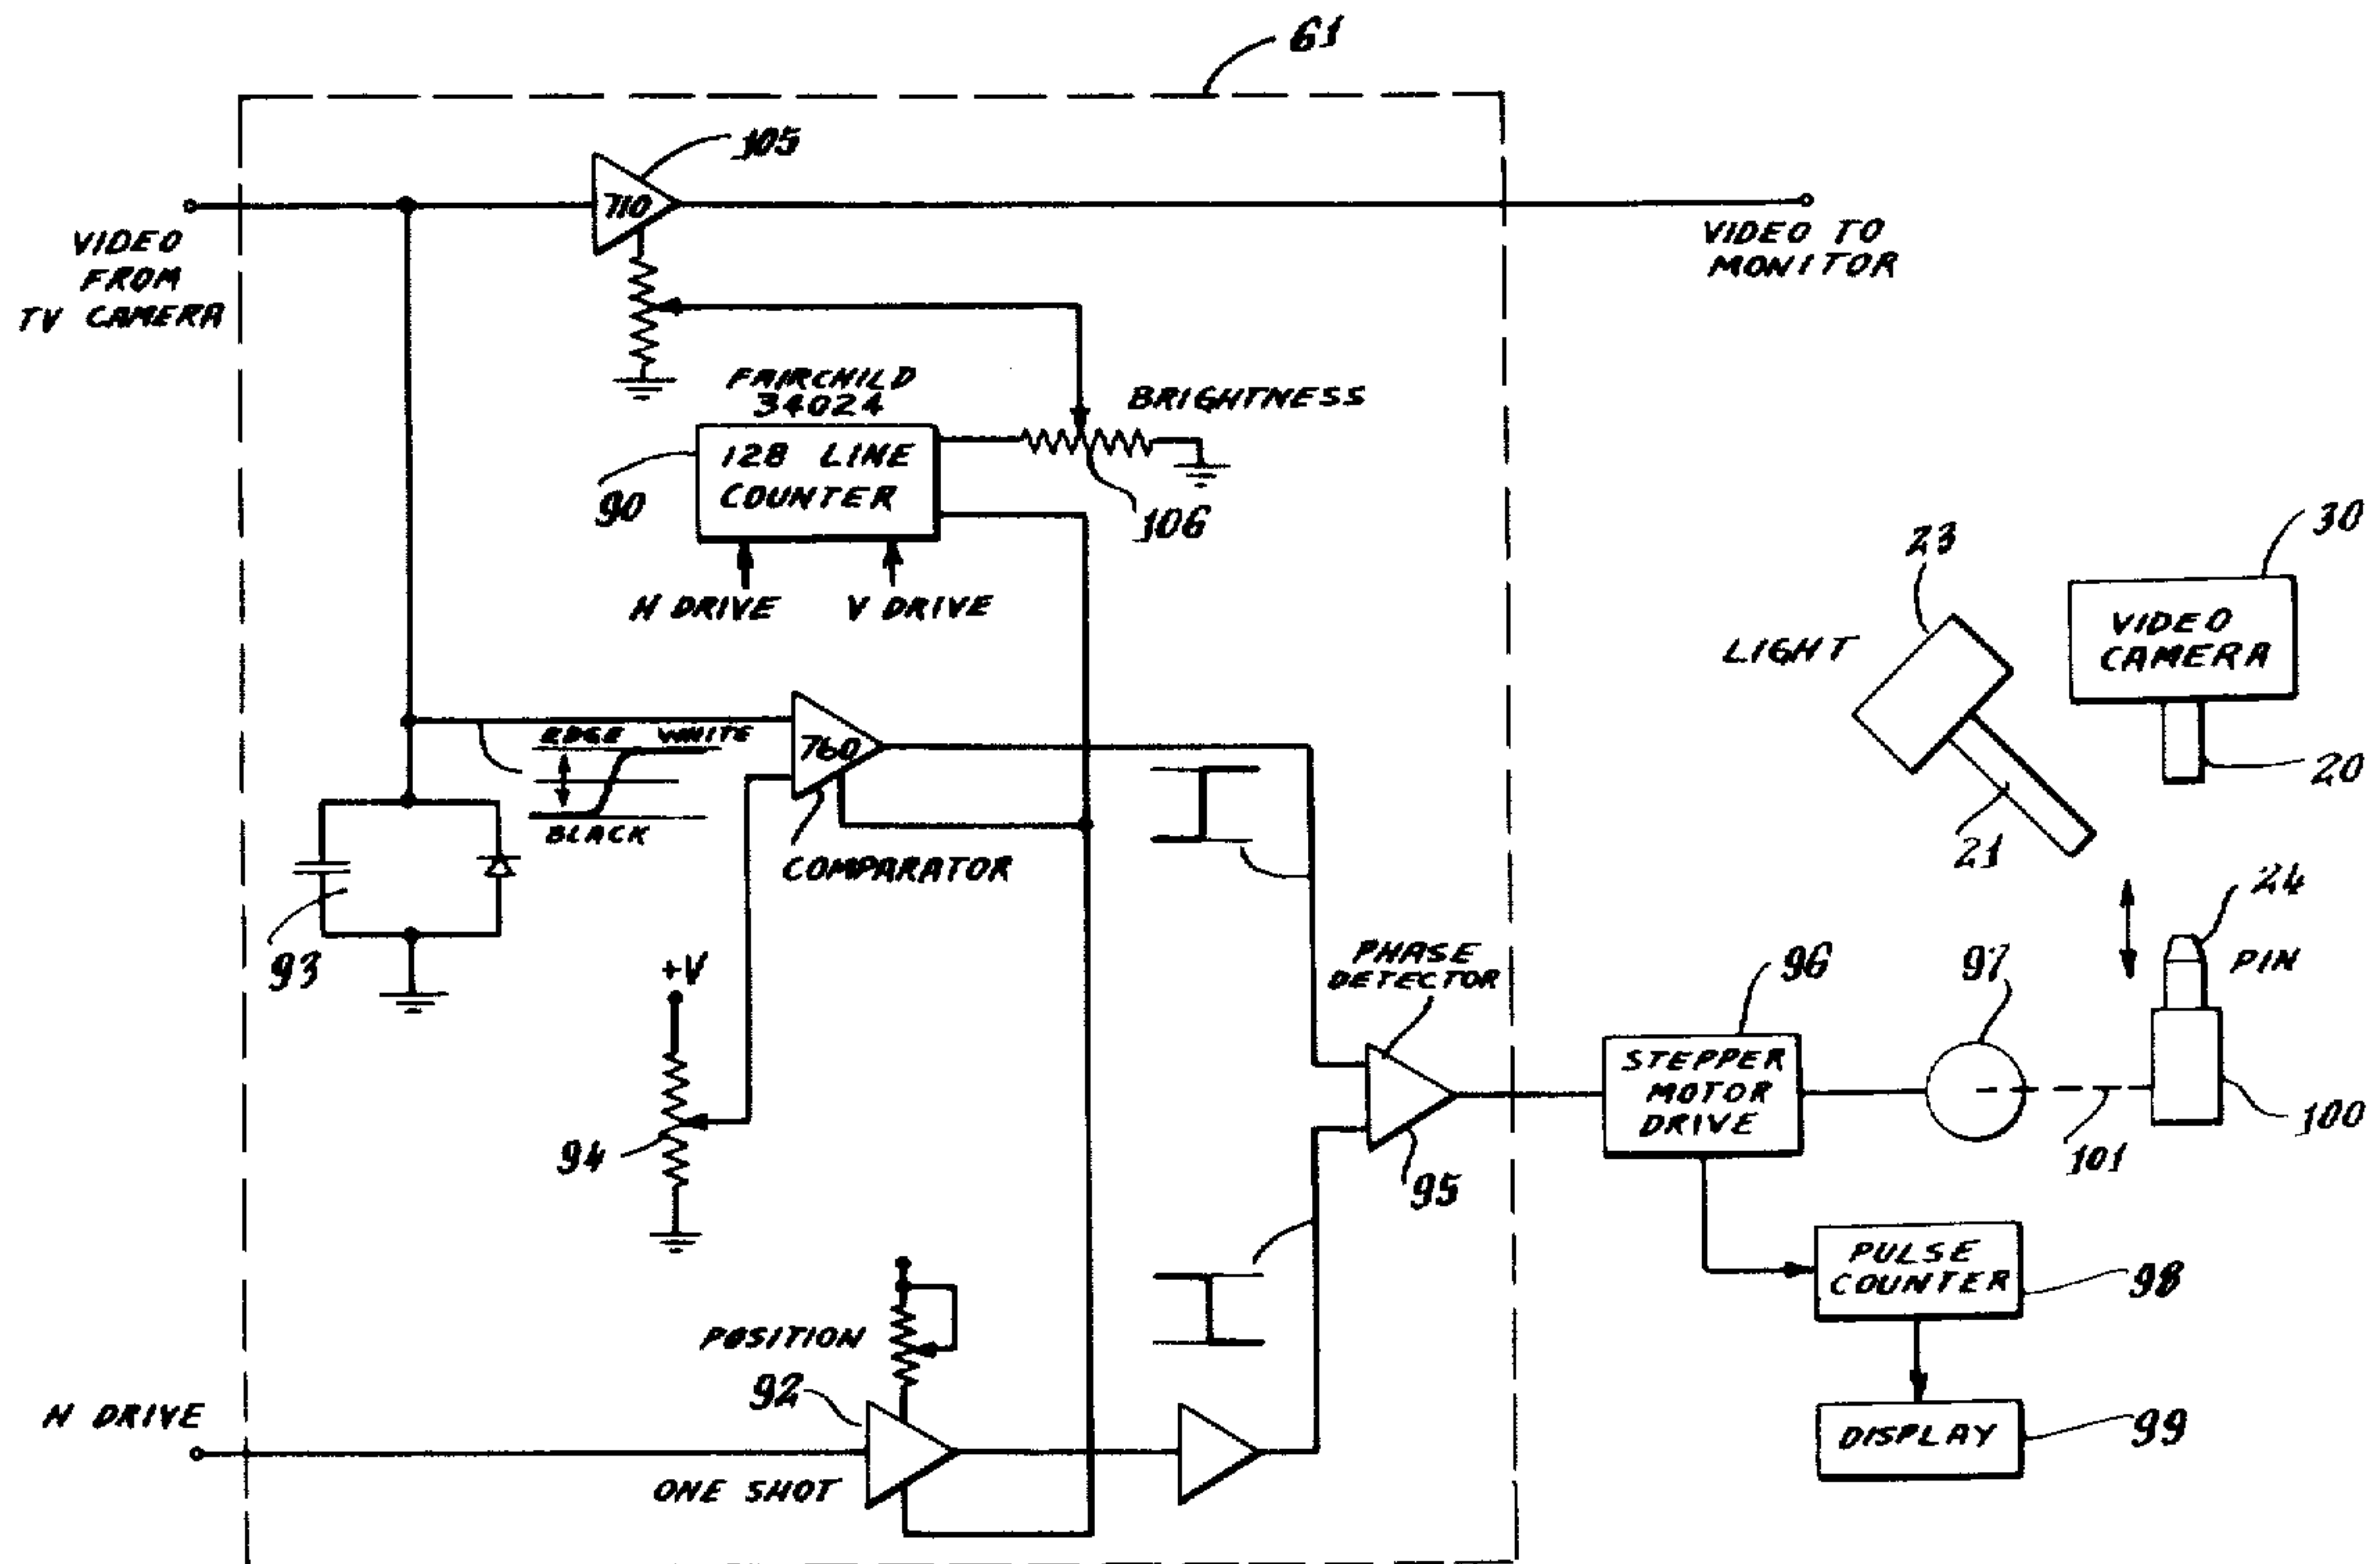 61
105
710
VIDEO
FROM
TV CAMERA
VIDEO TO
MONITOR
FAIRCHILD
34024
128 LINE
COUNTER
BRIGHTNESS
90
106
H DRIVE
V DRIVE
30
23
LIGHT
VIDEO
CAMERA
20
21
EDGE WHITE
BLACK
760
COMPARATOR
93
24
PIN
+V
94
PHASE
DETECTOR
95
96
STEPPER
MOTOR
DRIVE
97
101
100
PULSE
COUNTER
98
DISPLAY
99
POSITION
92
H DRIVE
ONE SHOT